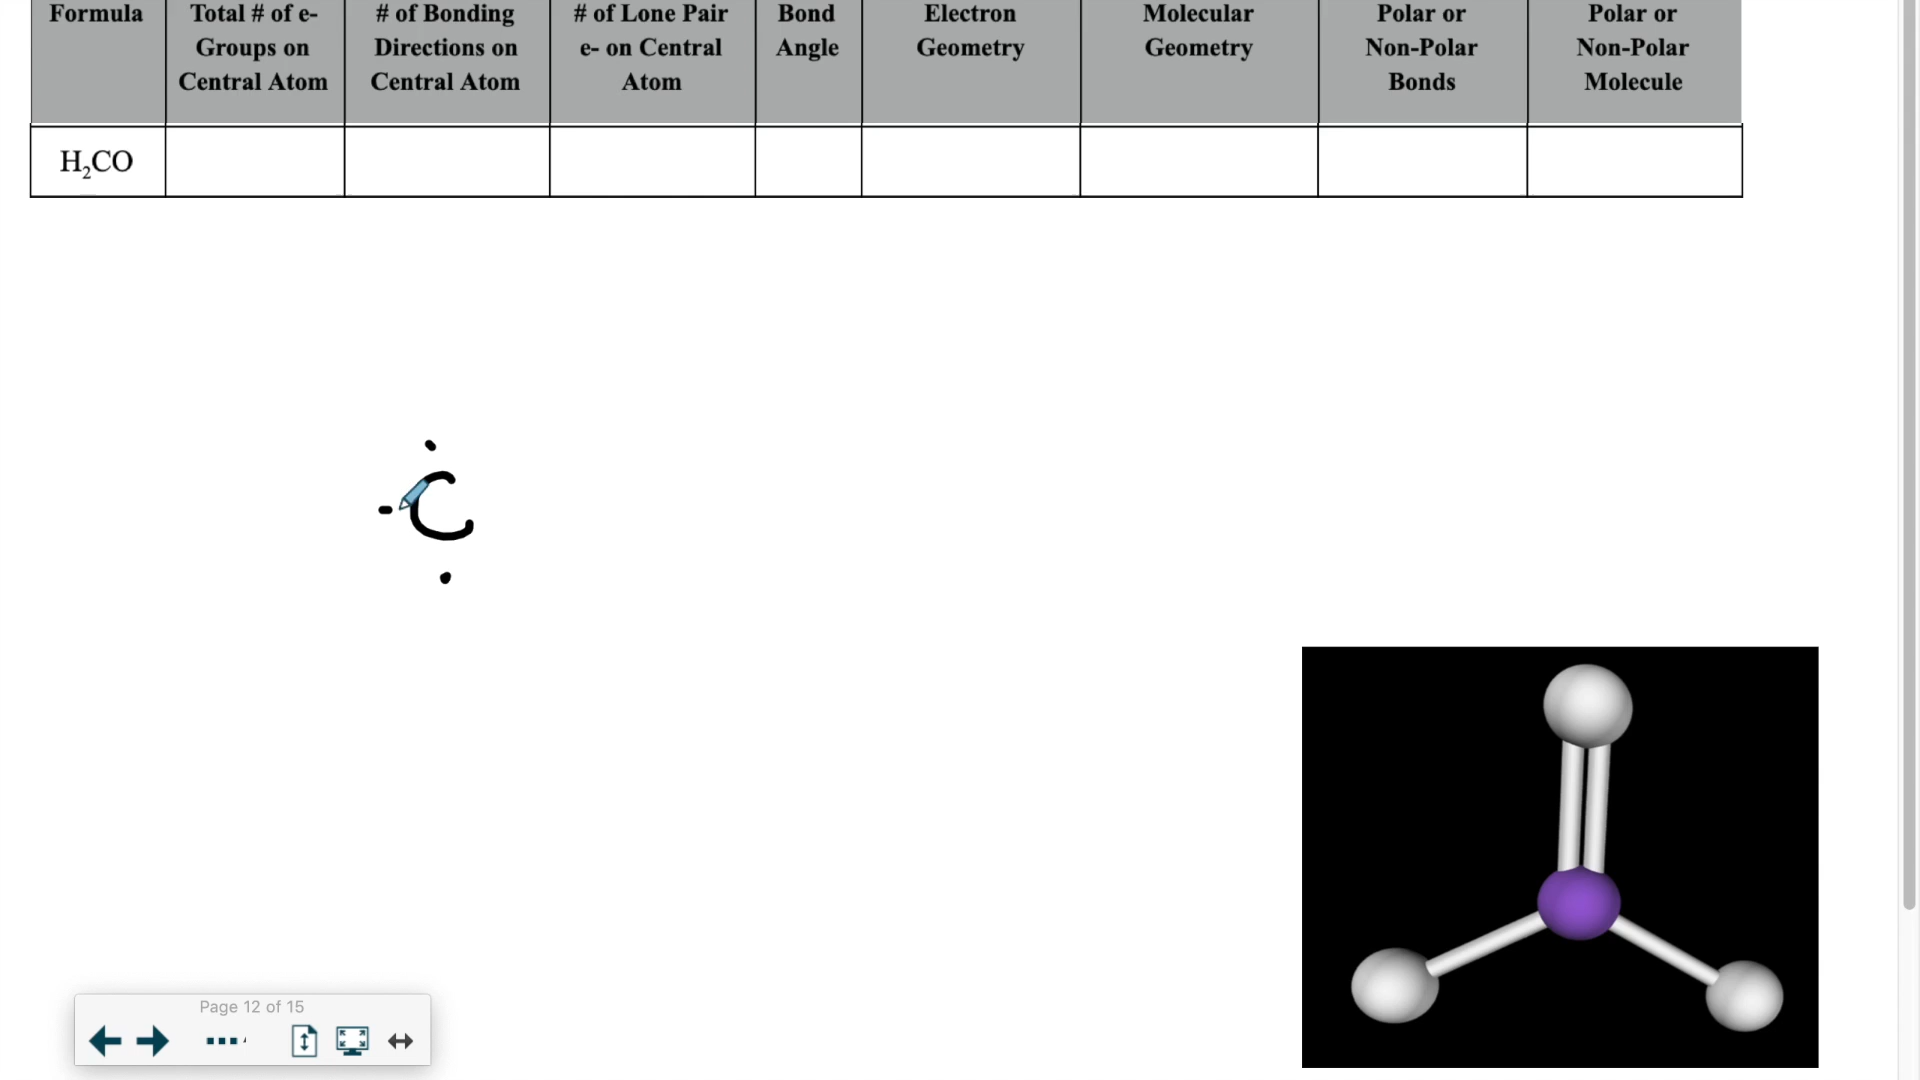 Formula
Total # of e-
Groups on
Central Atom
# of Bonding
Directions on
Central Atom
# of Lone Pair
e- on Central
Atom
Bond
Angle
Electron
Geometry
Molecular
Geometry
Polar or
Non-Polar
Bonds
Polar or
Non-Polar
Molecule
H₂CO
C
Page 12 of 15